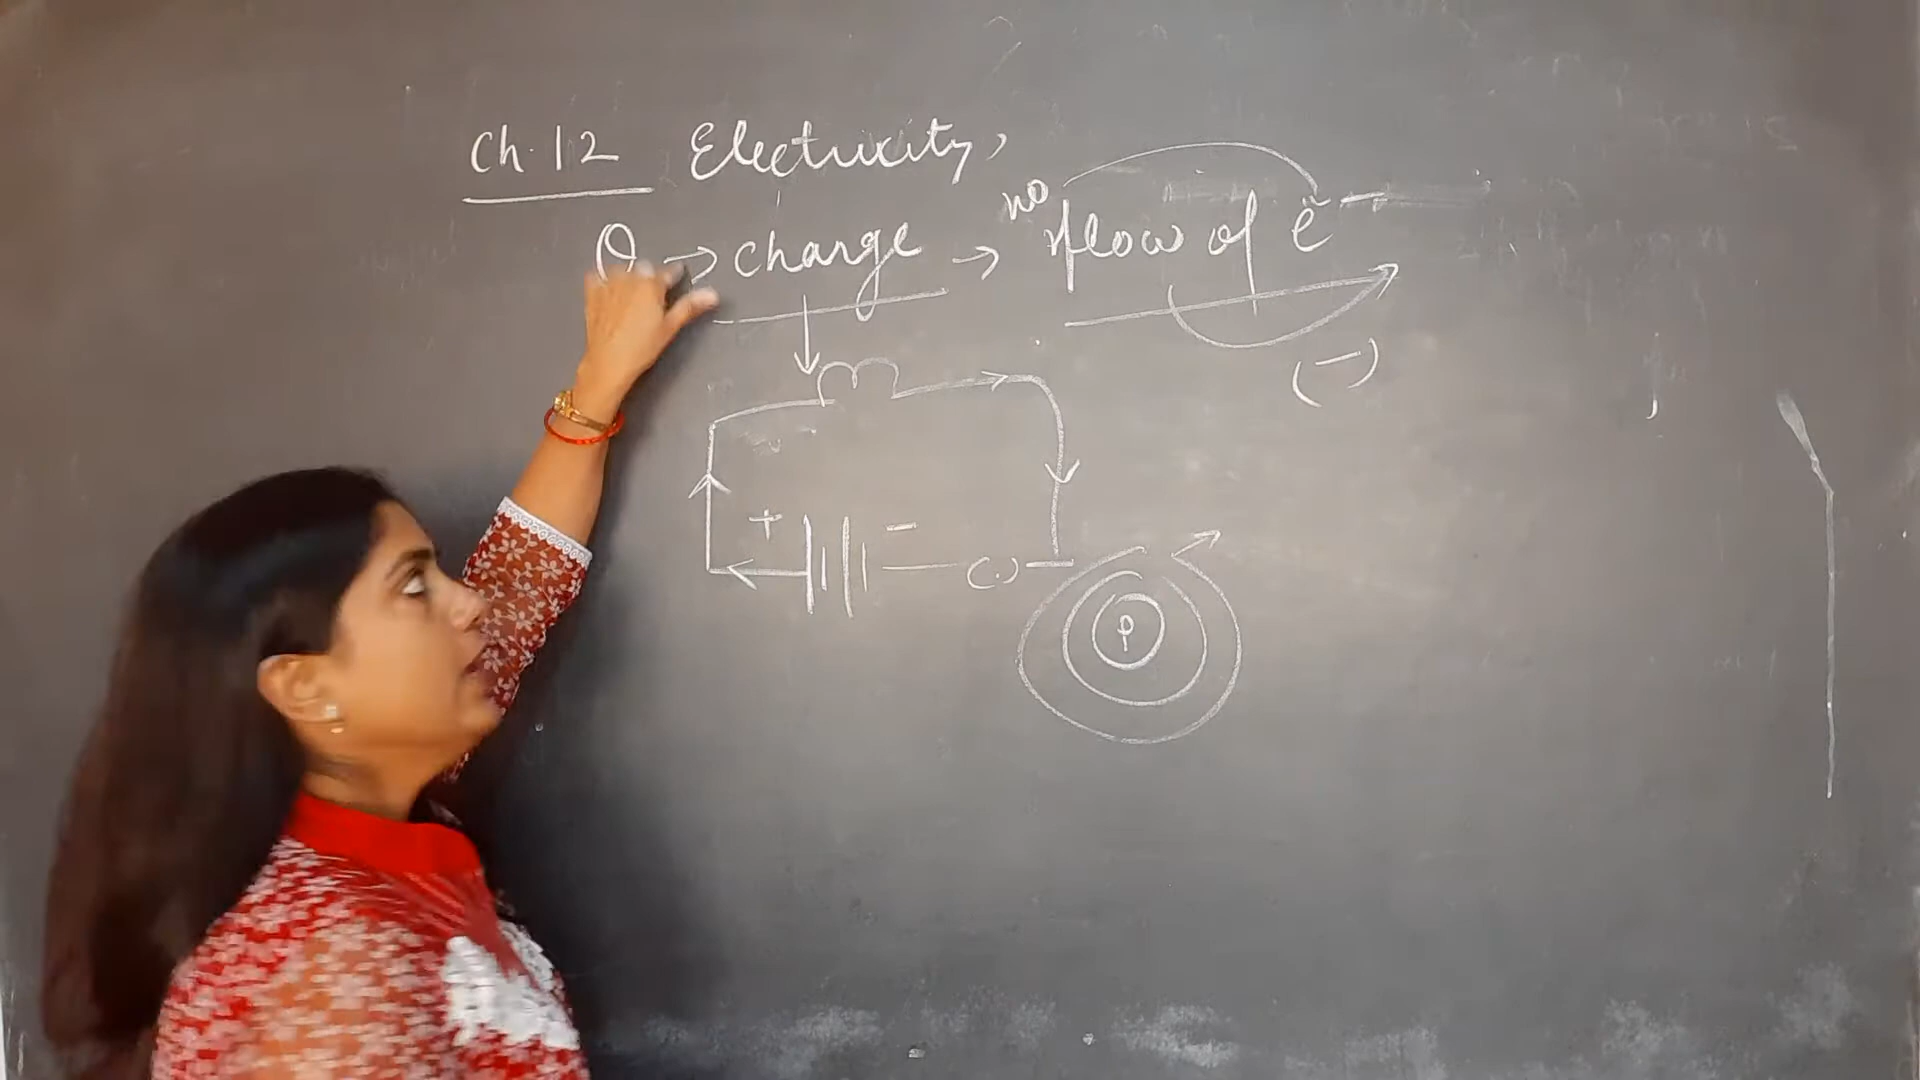 Ch. 12 Electricity,
Q → charge → no flow of e-
(-)
+ -
(.)
P